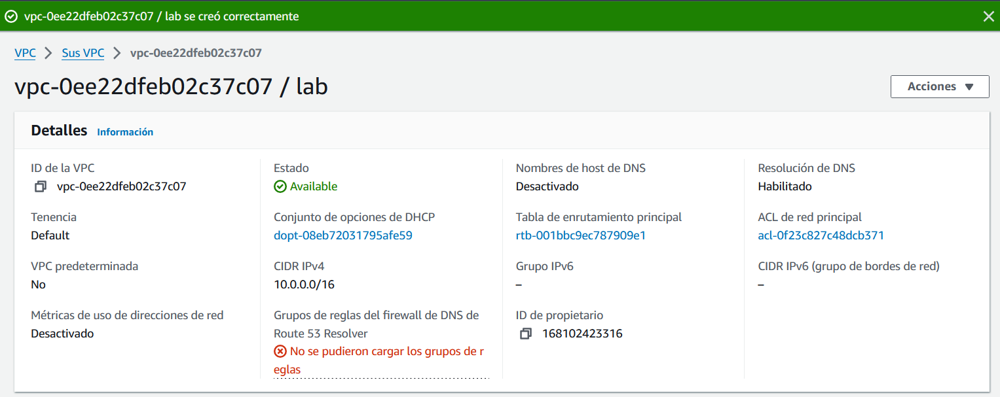 vpc-0ee22dfeb02c37c07 / lab se creó correctamente
VPC > Sus VPC > vpc-0ee22dfeb02c37c07
vpc-0ee22dfeb02c37c07 / lab
Acciones
Detalles Información
ID de la VPC
vpc-0ee22dfeb02c37c07
Estado
Available
Nombres de host de DNS
Desactivado
Resolución de DNS
Habilitado
Tenencia
Default
Conjunto de opciones de DHCP
dopt-08eb72031795afe59
Tabla de enrutamiento principal
rtb-001bbc9ec787909e1
ACL de red principal
acl-0f23c827c48dcb371
VPC predeterminada
No
CIDR IPv4
10.0.0.0/16
Grupo IPv6
–
CIDR IPv6 (grupo de bordes de red)
–
Métricas de uso de direcciones de red
Desactivado
Grupos de reglas del firewall de DNS de
Route 53 Resolver
No se pudieron cargar los grupos de r
eglas
ID de propietario
168102423316